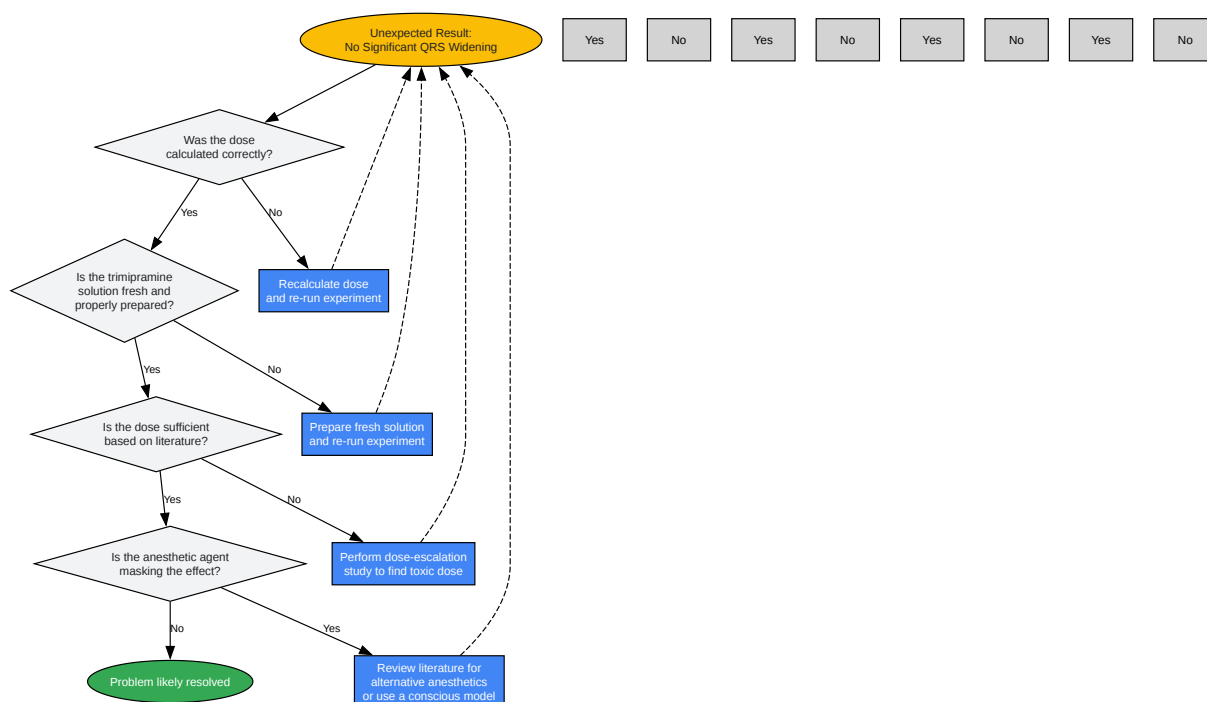 Unexpected Result:
No Significant QRS Widening
Yes
No
Yes
No
Yes
No
Yes
No
Was the dose
calculated correctly?
Yes
No
Is the trimipramine
solution fresh and
properly prepared?
Recalculate dose
and re-run experiment
Yes
No
Is the dose sufficient
based on literature?
Prepare fresh solution
and re-run experiment
Yes
No
Is the anesthetic agent
masking the effect?
Perform dose-escalation
study to find toxic dose
No
Yes
Problem likely resolved
Review literature for
alternative anesthetics
or use a conscious model